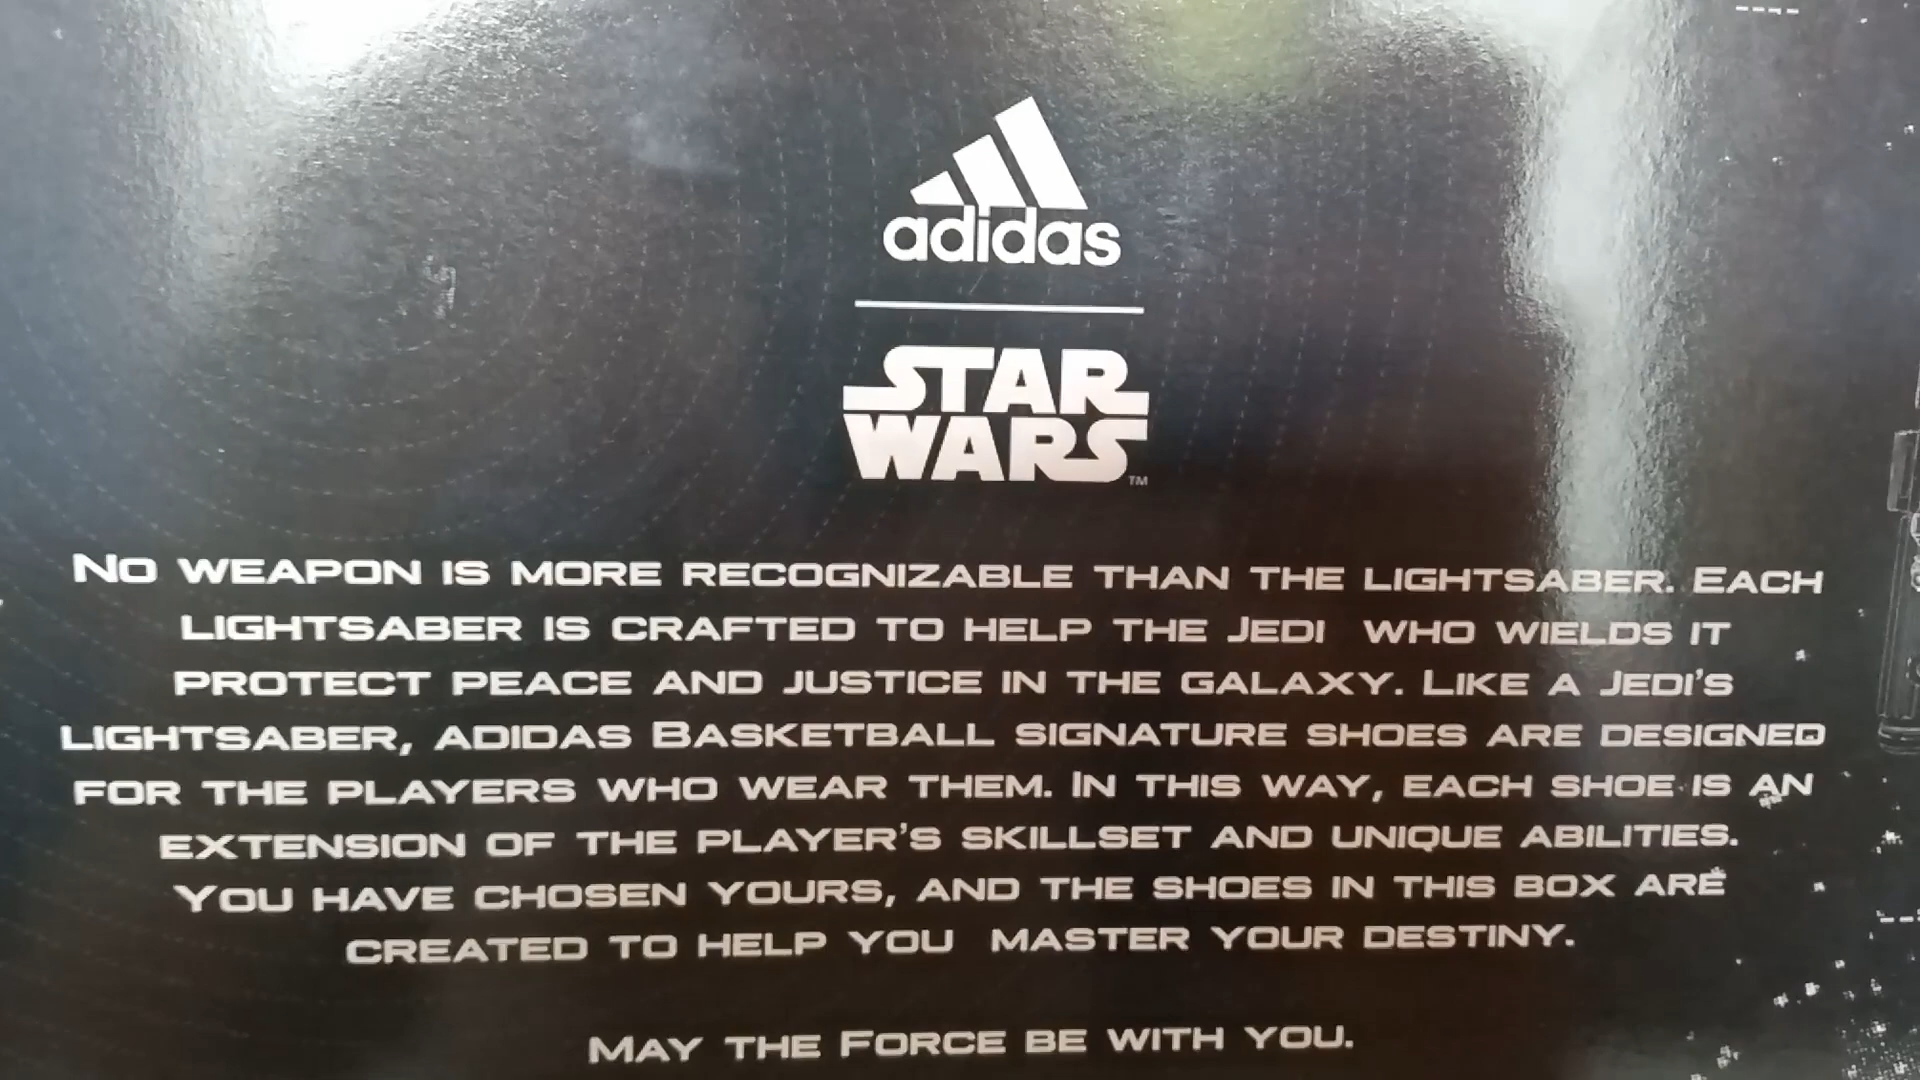 adidas
STAR
WARS™
No weapon is more recognizable than the lightsaber. Each
lightsaber is crafted to help the Jedi who wields it
protect peace and justice in the galaxy. Like a Jedi's
lightsaber, adidas Basketball signature shoes are designed
for the players who wear them. In this way, each shoe is an
extension of the player's skillset and unique abilities.
You have chosen yours, and the shoes in this box are
created to help you master your destiny.
May the Force be with you.